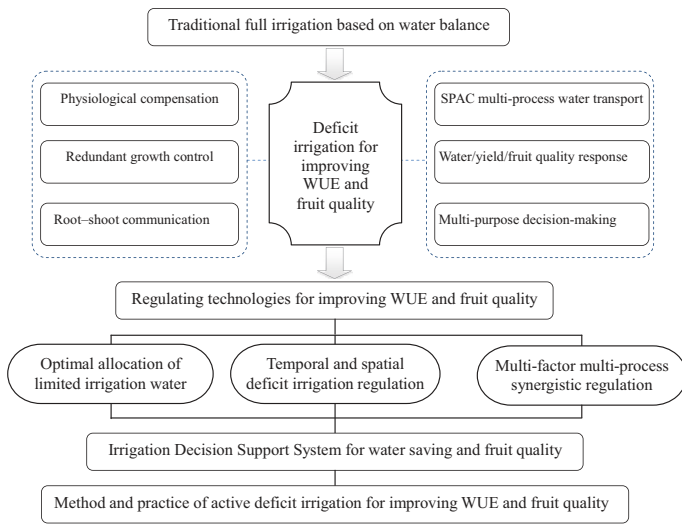 Traditional full irrigation based on water balance
Physiological compensation
Redundant growth control
Root–shoot communication
Deficit
irrigation for
improving
WUE and
fruit quality
SPAC multi-process water transport
Water/yield/fruit quality response
Multi-purpose decision-making
Regulating technologies for improving WUE and fruit quality
Optimal allocation of
limited irrigation water
Temporal and spatial
deficit irrigation regulation
Multi-factor multi-process
synergistic regulation
Irrigation Decision Support System for water saving and fruit quality
Method and practice of active deficit irrigation for improving WUE and fruit quality